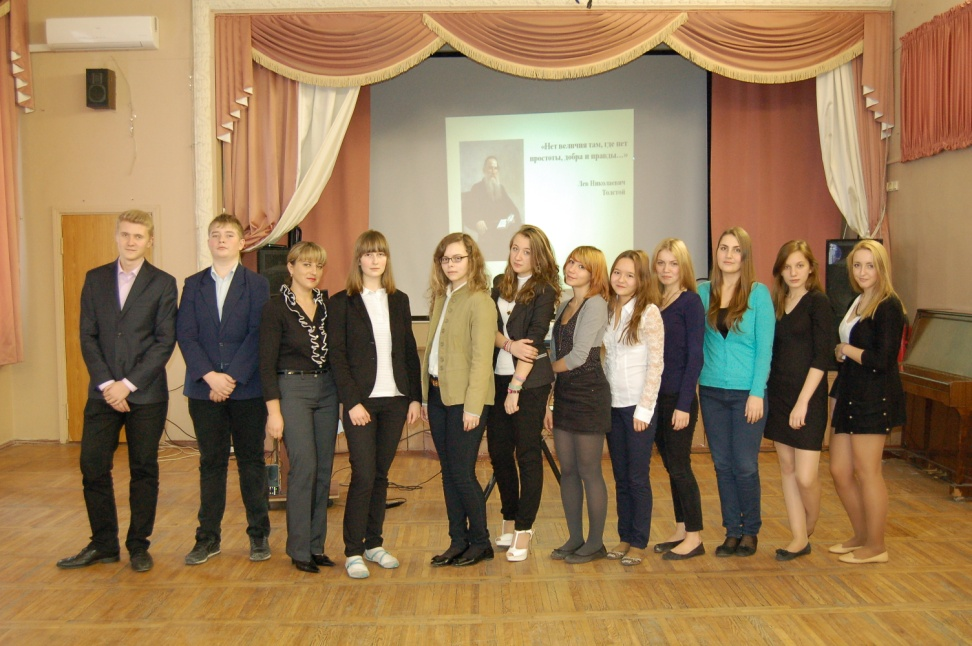 «Нет величия там, где нет
простоты, добра и правды…»
Лев Николаевич
Толстой